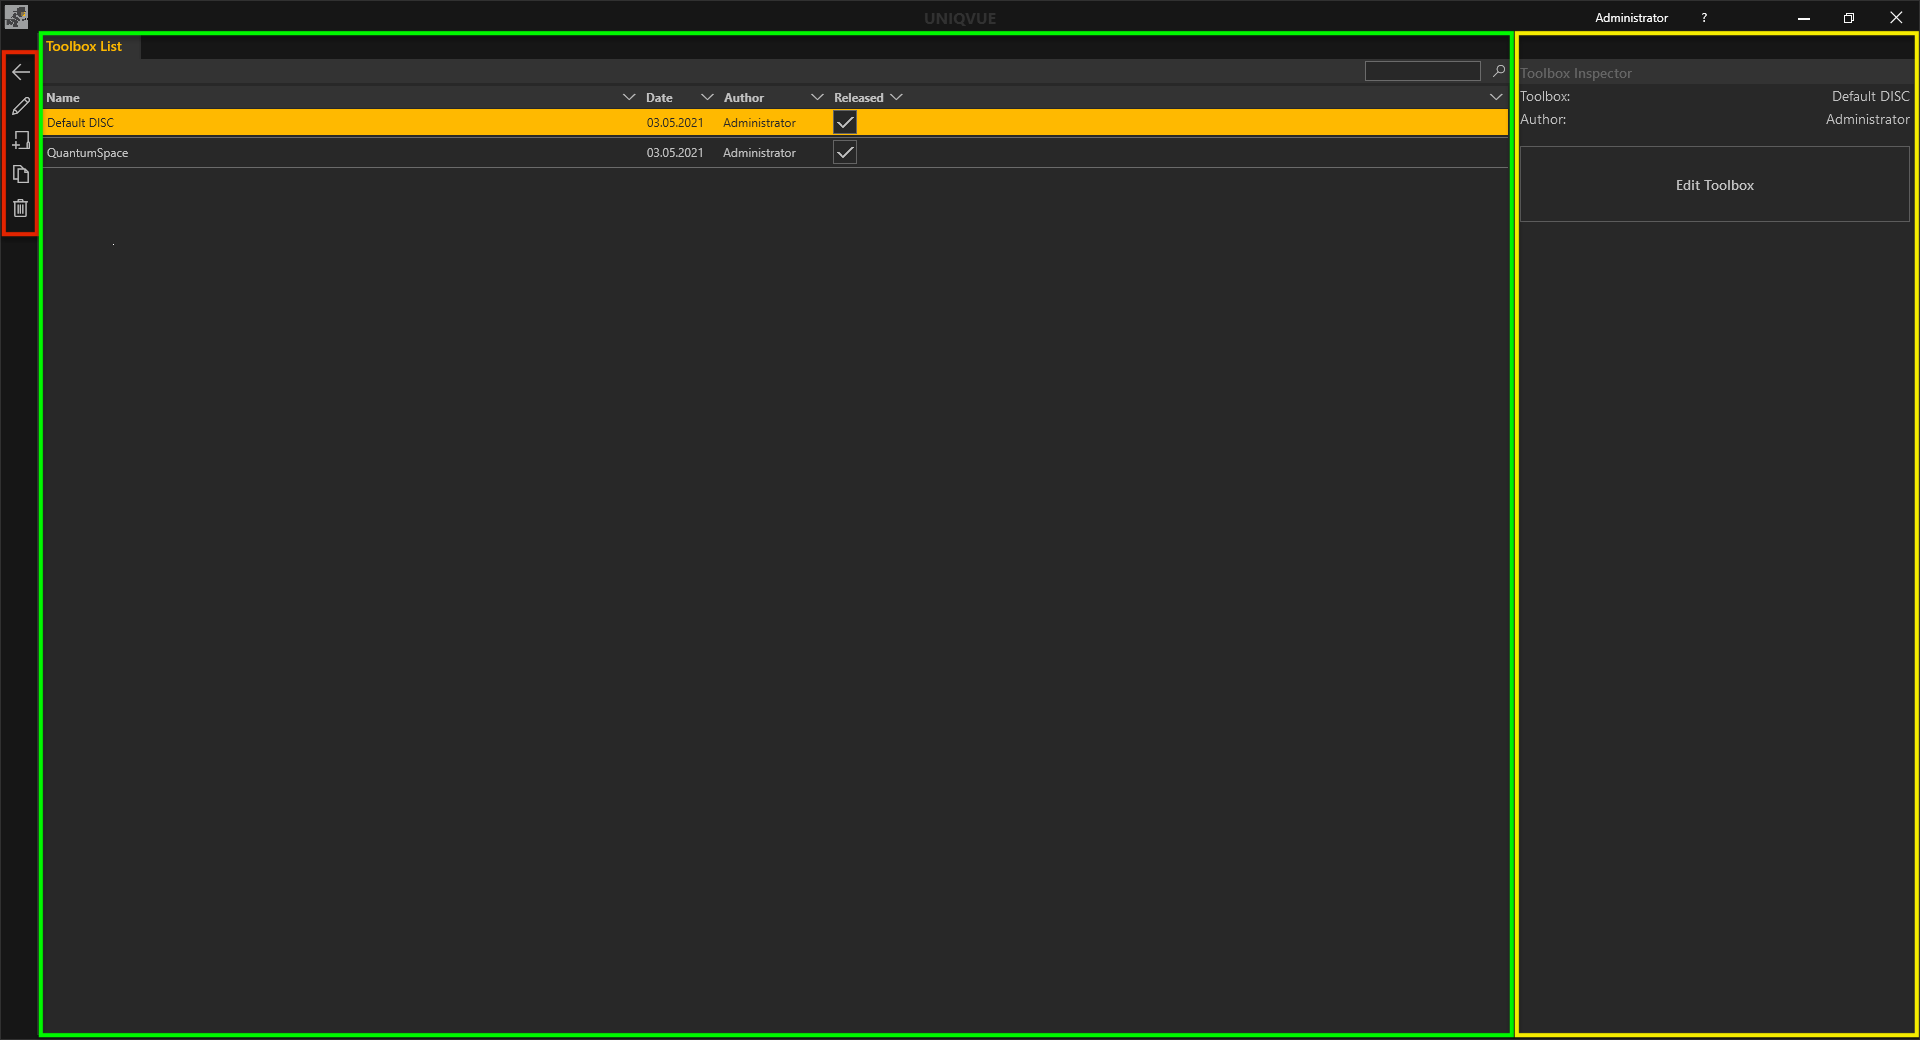 UNIQVUE
Administrator ?
Toolbox List
Name Date Author Released
Default DISC 03.05.2021 Administrator
QuantumSpace 03.05.2021 Administrator
Toolbox Inspector
Toolbox: Default DISC
Author: Administrator
Edit Toolbox